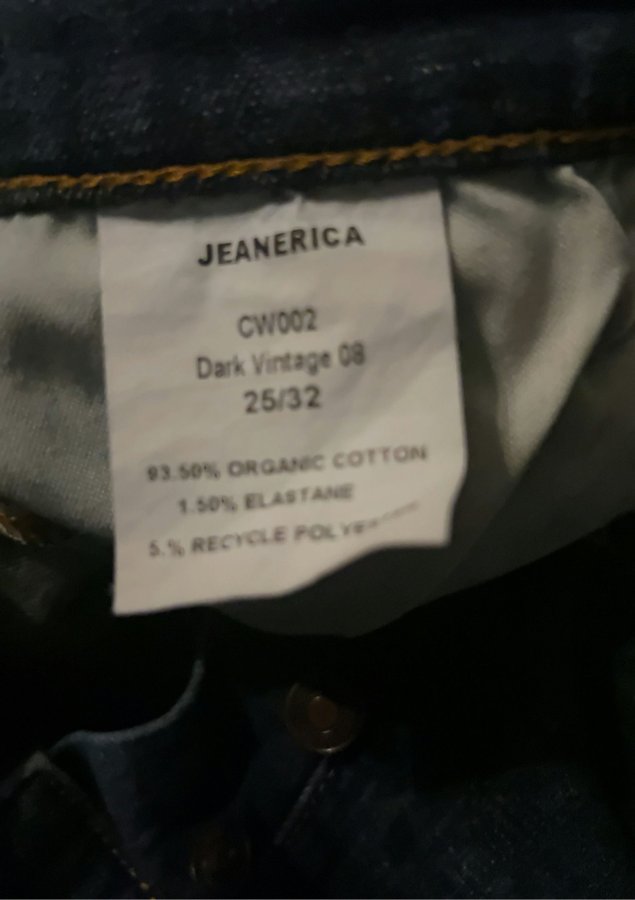 JEANERICA
CW002
Dark Vintage 08
25/32
93.50% ORGANIC COTTON
1.50% ELASTANE
5.% RECYCLE